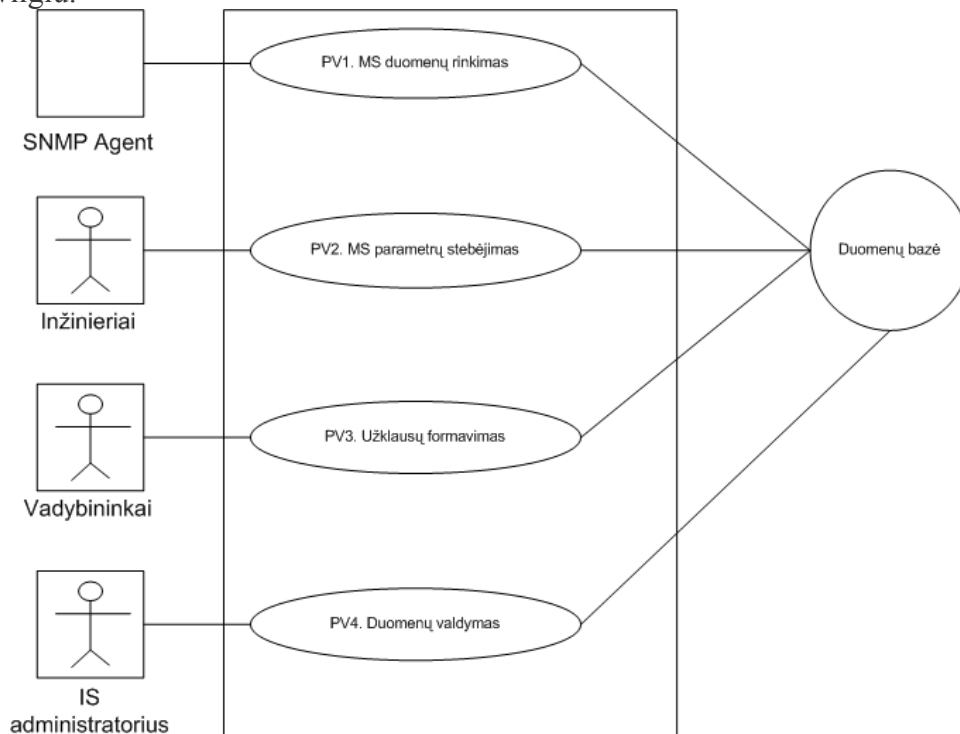 PV1. MS duomenų rinkimas
SNMP Agent
PV2. MS parametrų stebėjimas
Duomenų bazė
Inžinieriai
PV3. Užklausų formavimas
Vadybininkai
PV4. Duomenų valdymas
IS
administratorius